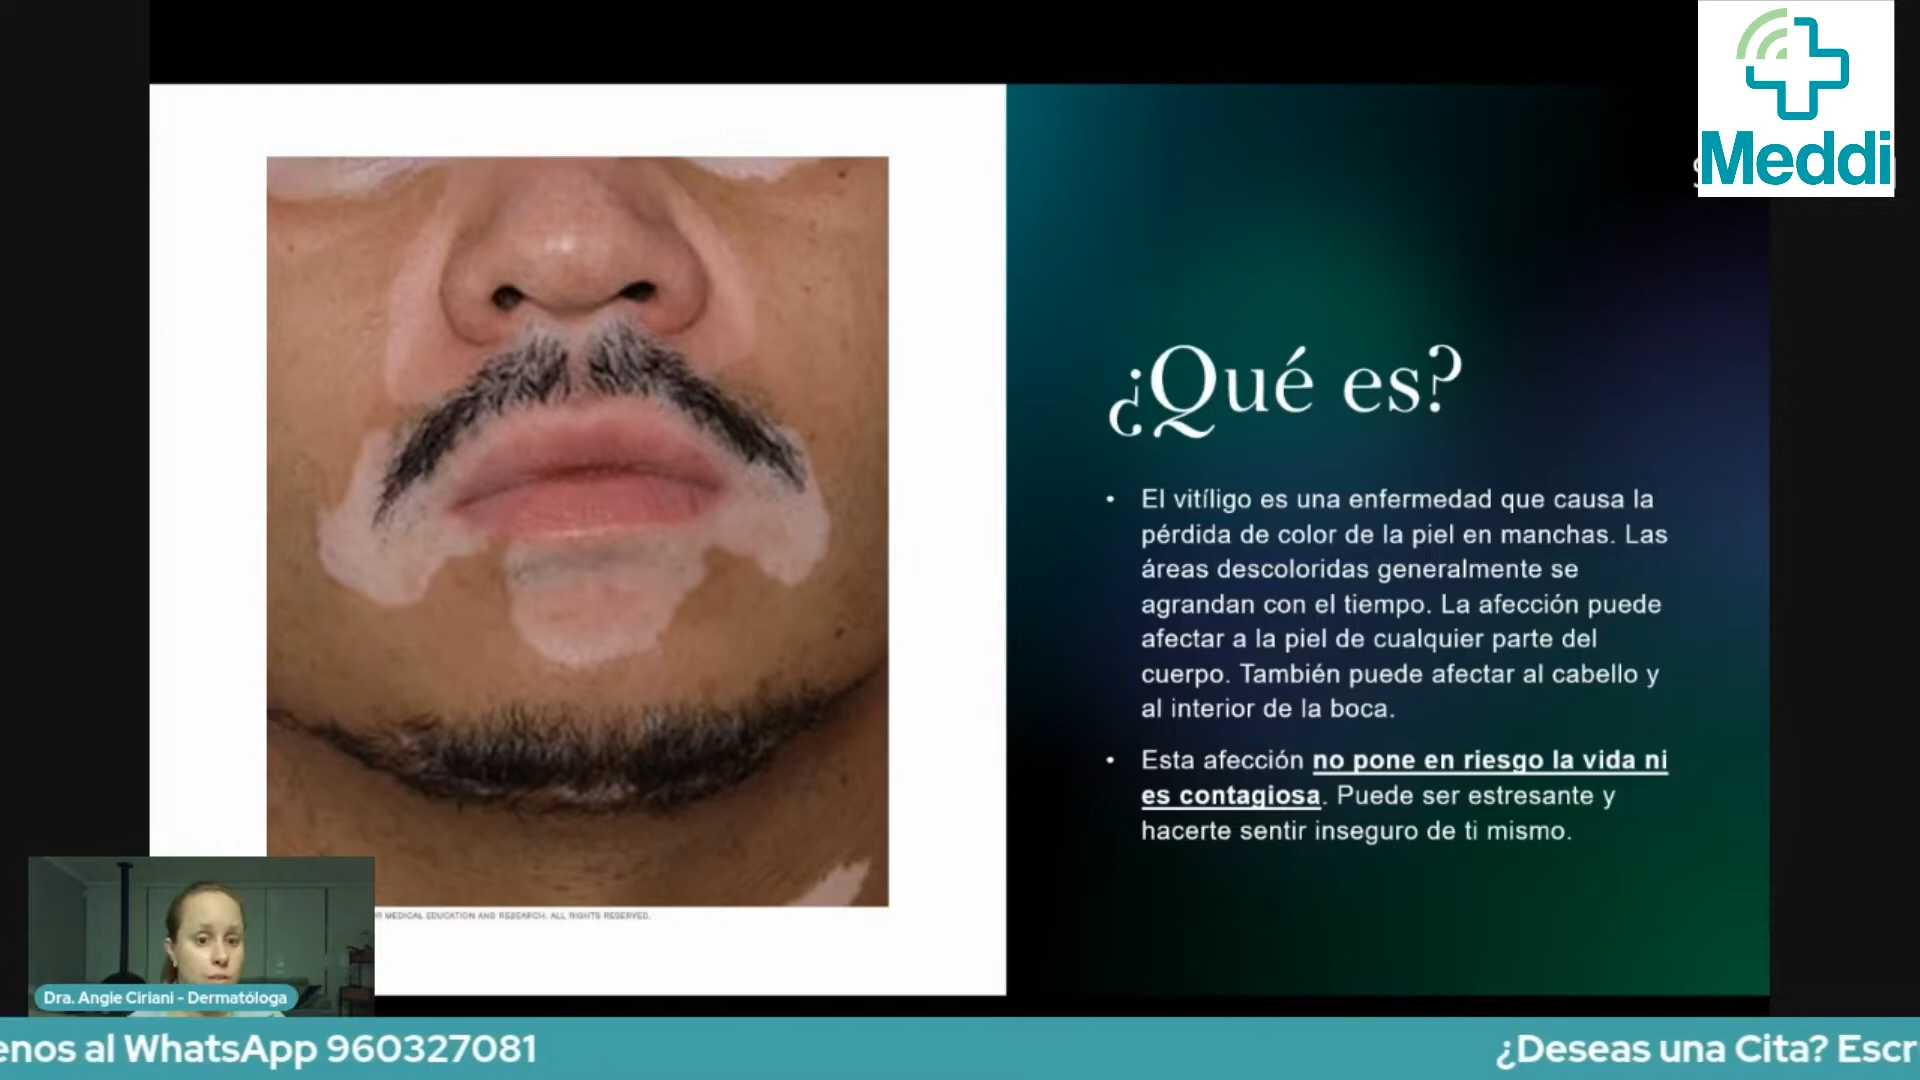 Meddi
¿Qué es?
• El vitíligo es una enfermedad que causa la
pérdida de color de la piel en manchas. Las
áreas descoloridas generalmente se
agrandan con el tiempo. La afección puede
afectar a la piel de cualquier parte del
cuerpo. También puede afectar al cabello y
al interior de la boca.
• Esta afección no pone en riesgo la vida ni
es contagiosa. Puede ser estresante y
hacerte sentir inseguro de ti mismo.
MEDICAL EDUCATION AND RESEARCH. ALL RIGHTS RESERVED.
Dra. Angie Ciriani - Dermatóloga
enos al WhatsApp 960327081
¿Deseas una Cita? Escr